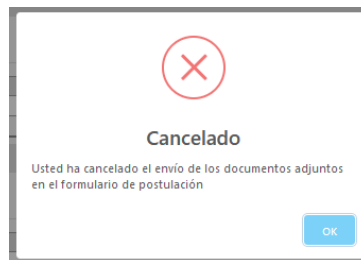 Cancelado
Usted ha cancelado el envío de los documentos adjuntos
en el formulario de postulación
OK